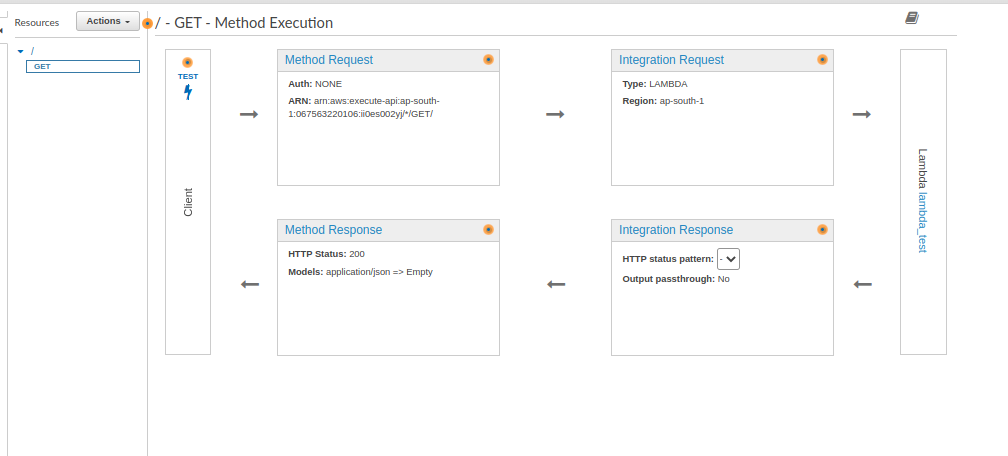 Resources
Actions
/ - GET - Method Execution
/
GET
TEST
Client
Method Request
Auth: NONE
ARN: arn:aws:execute-api:ap-south-
1:067563220106:ii0es002yj/*/GET/
Integration Request
Type: LAMBDA
Region: ap-south-1
Lambda lambda_test
Method Response
HTTP Status: 200
Models: application/json => Empty
Integration Response
HTTP status pattern: -
Output passthrough: No